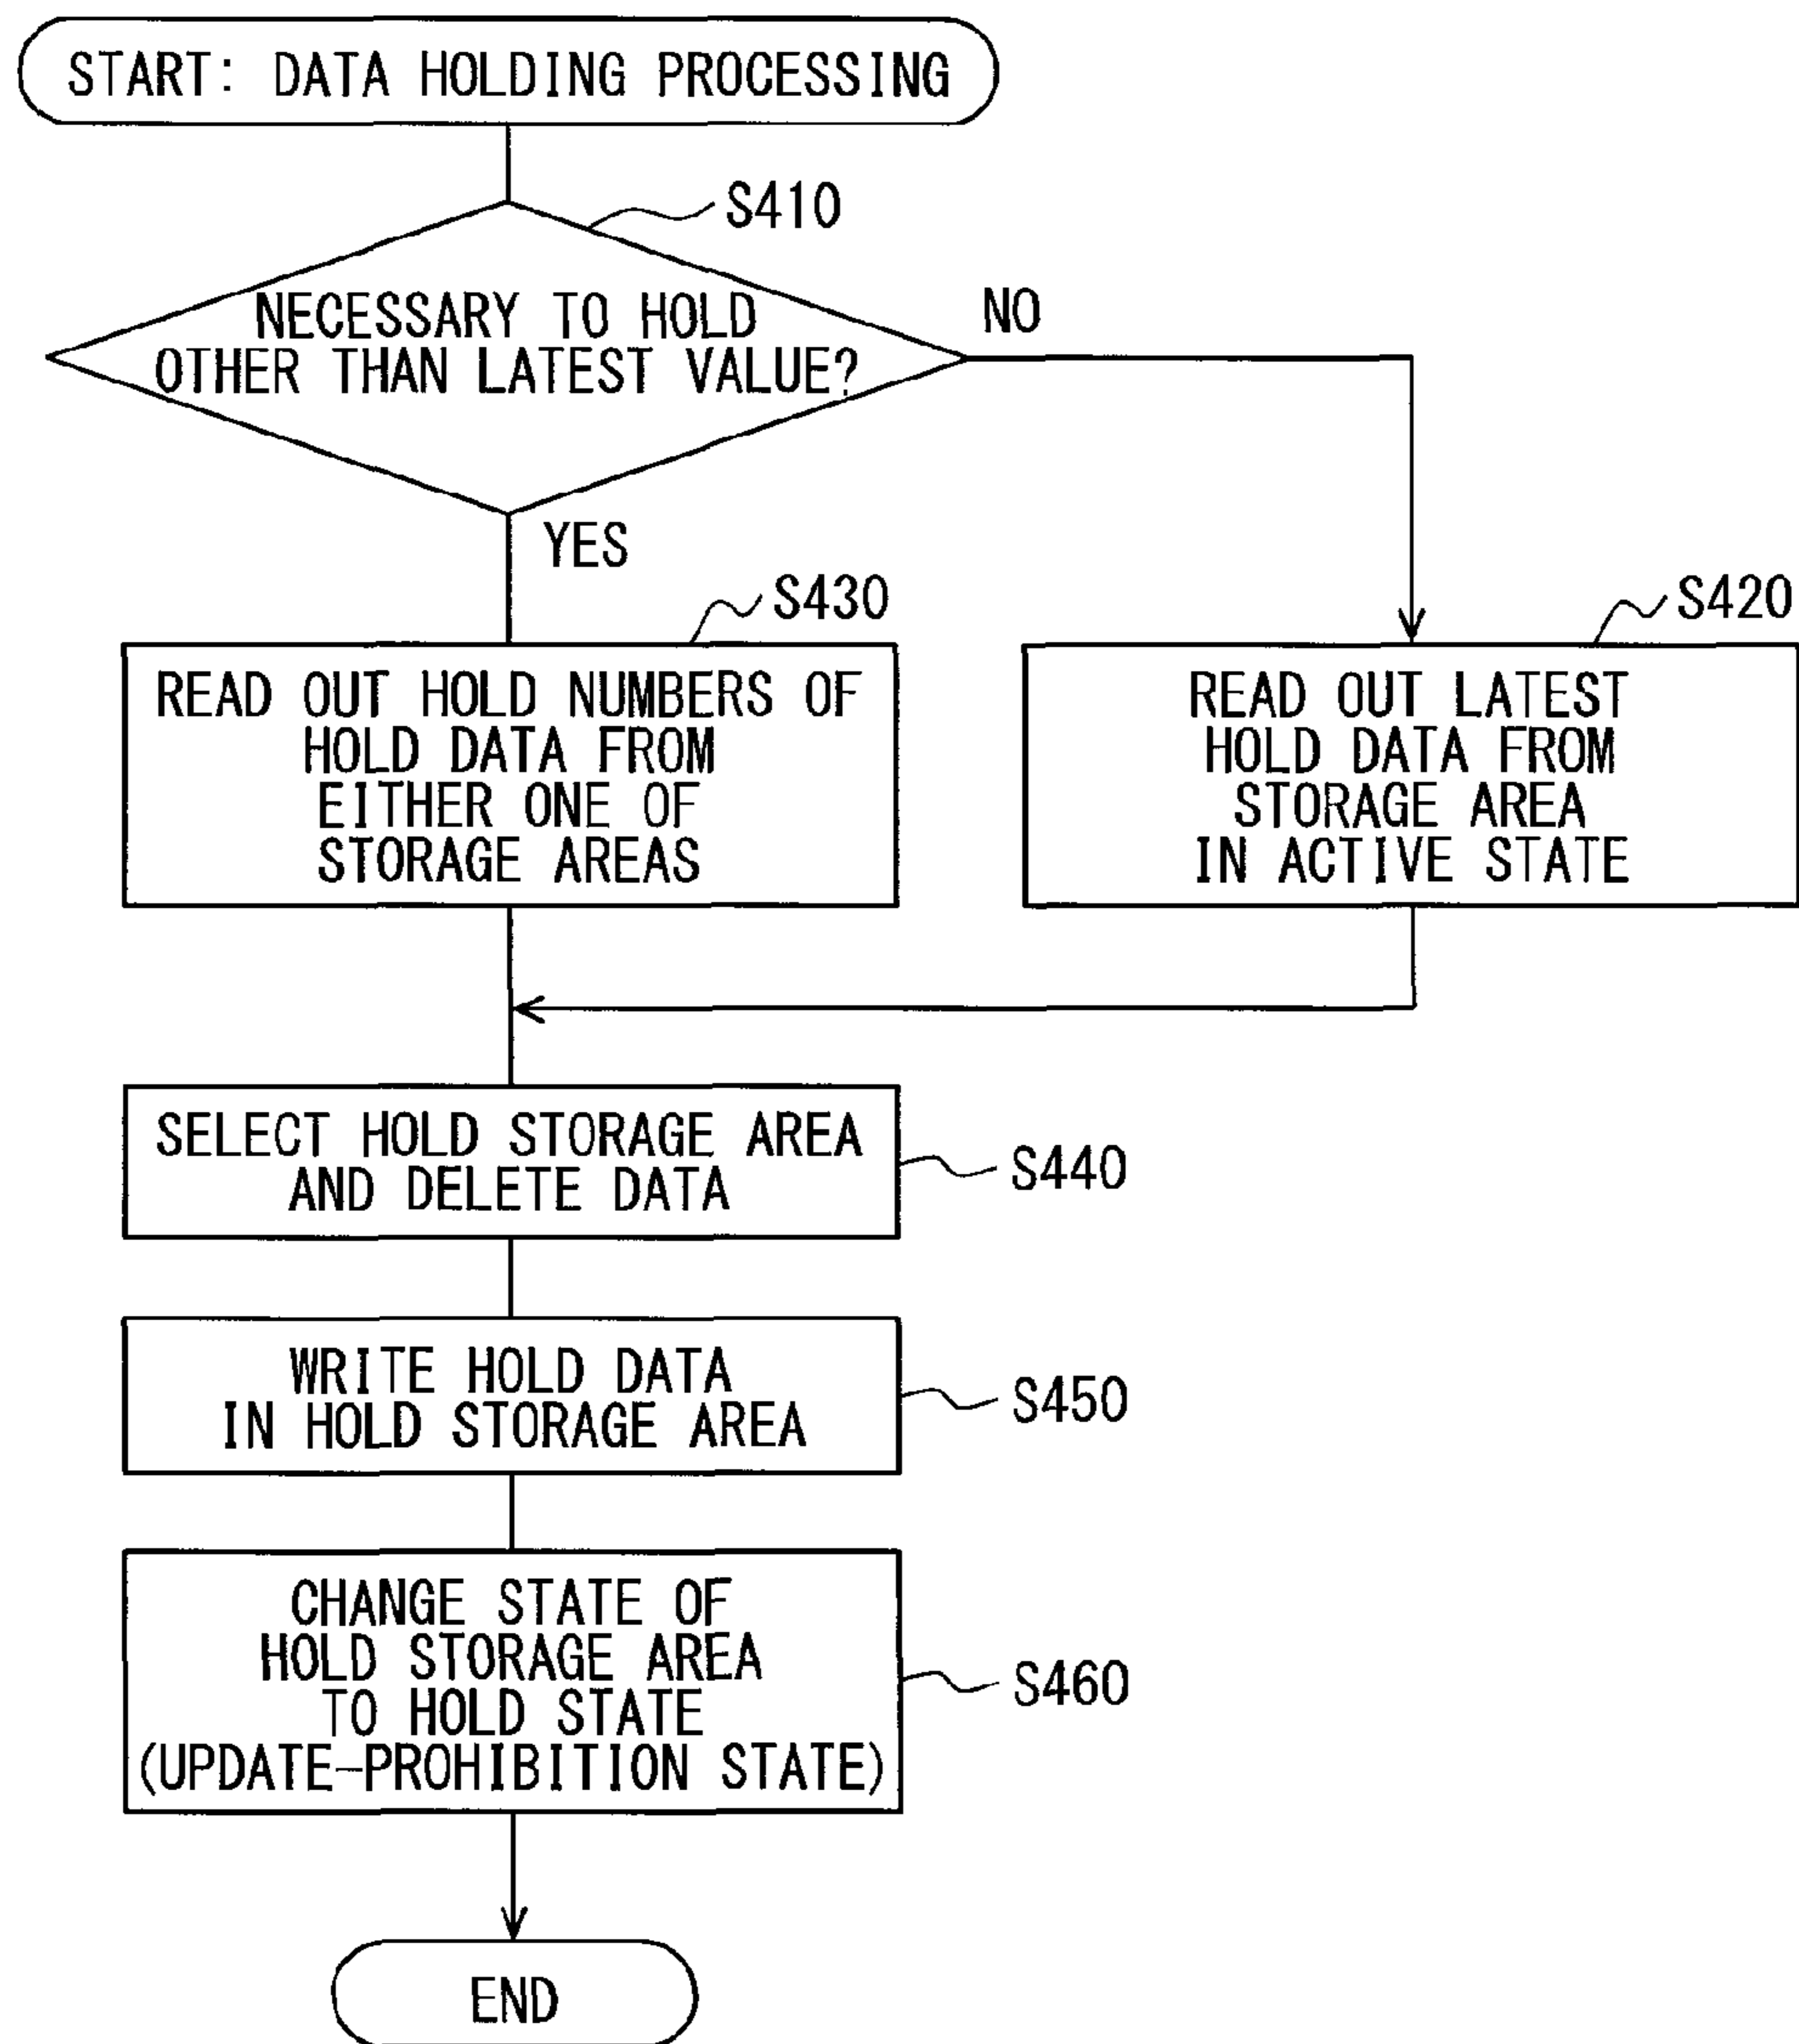 START: DATA HOLDING PROCESSING
S410
NECESSARY TO HOLD
OTHER THAN LATEST VALUE?
NO
YES
S430
READ OUT HOLD NUMBERS OF
HOLD DATA FROM
EITHER ONE OF
STORAGE AREAS
S420
READ OUT LATEST
HOLD DATA FROM
STORAGE AREA
IN ACTIVE STATE
SELECT HOLD STORAGE AREA
AND DELETE DATA
S440
WRITE HOLD DATA
IN HOLD STORAGE AREA
S450
CHANGE STATE OF
HOLD STORAGE AREA
TO HOLD STATE
(UPDATE-PROHIBITION STATE)
S460
END